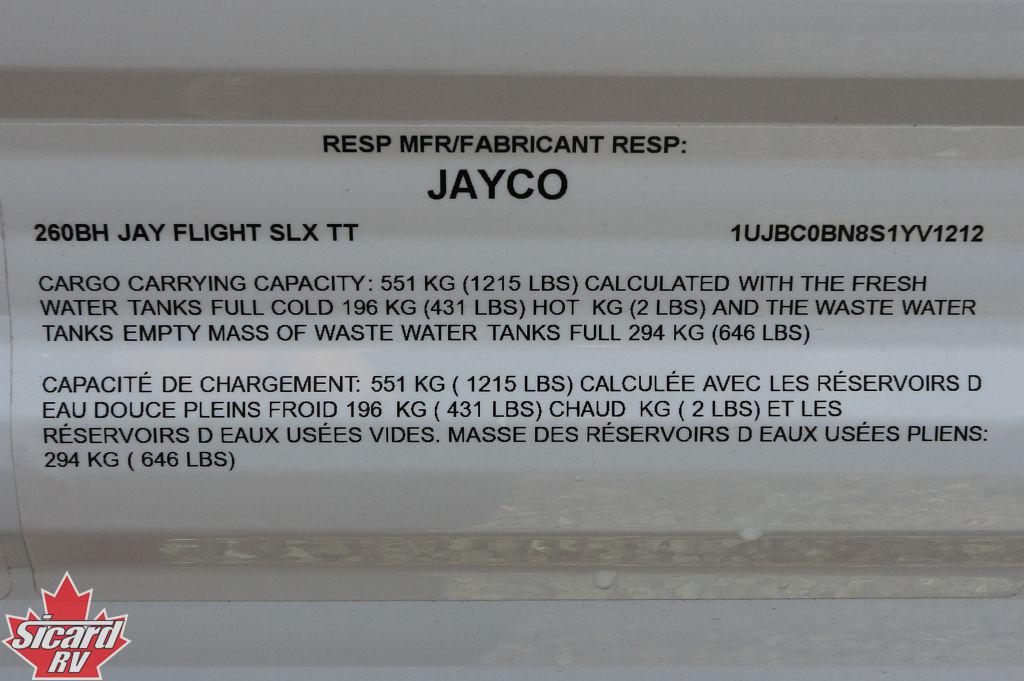 RESP MFR/FABRICANT RESP:
JAYCO
260BH JAY FLIGHT SLX TT 1UJBC0BN8S1YV1212
CARGO CARRYING CAPACITY: 551 KG (1215 LBS) CALCULATED WITH THE FRESH
WATER TANKS FULL COLD 196 KG (431 LBS) HOT KG (2 LBS) AND THE WASTE WATER
TANKS EMPTY MASS OF WASTE WATER TANKS FULL 294 KG (646 LBS)
CAPACITÉ DE CHARGEMENT: 551 KG ( 1215 LBS) CALCULÉE AVEC LES RÉSERVOIRS D
EAU DOUCE PLEINS FROID 196 KG ( 431 LBS) CHAUD KG ( 2 LBS) ET LES
RÉSERVOIRS D EAUX USÉES VIDES. MASSE DES RÉSERVOIRS D EAUX USÉES PLIENS:
294 KG ( 646 LBS)
Sicard
RV